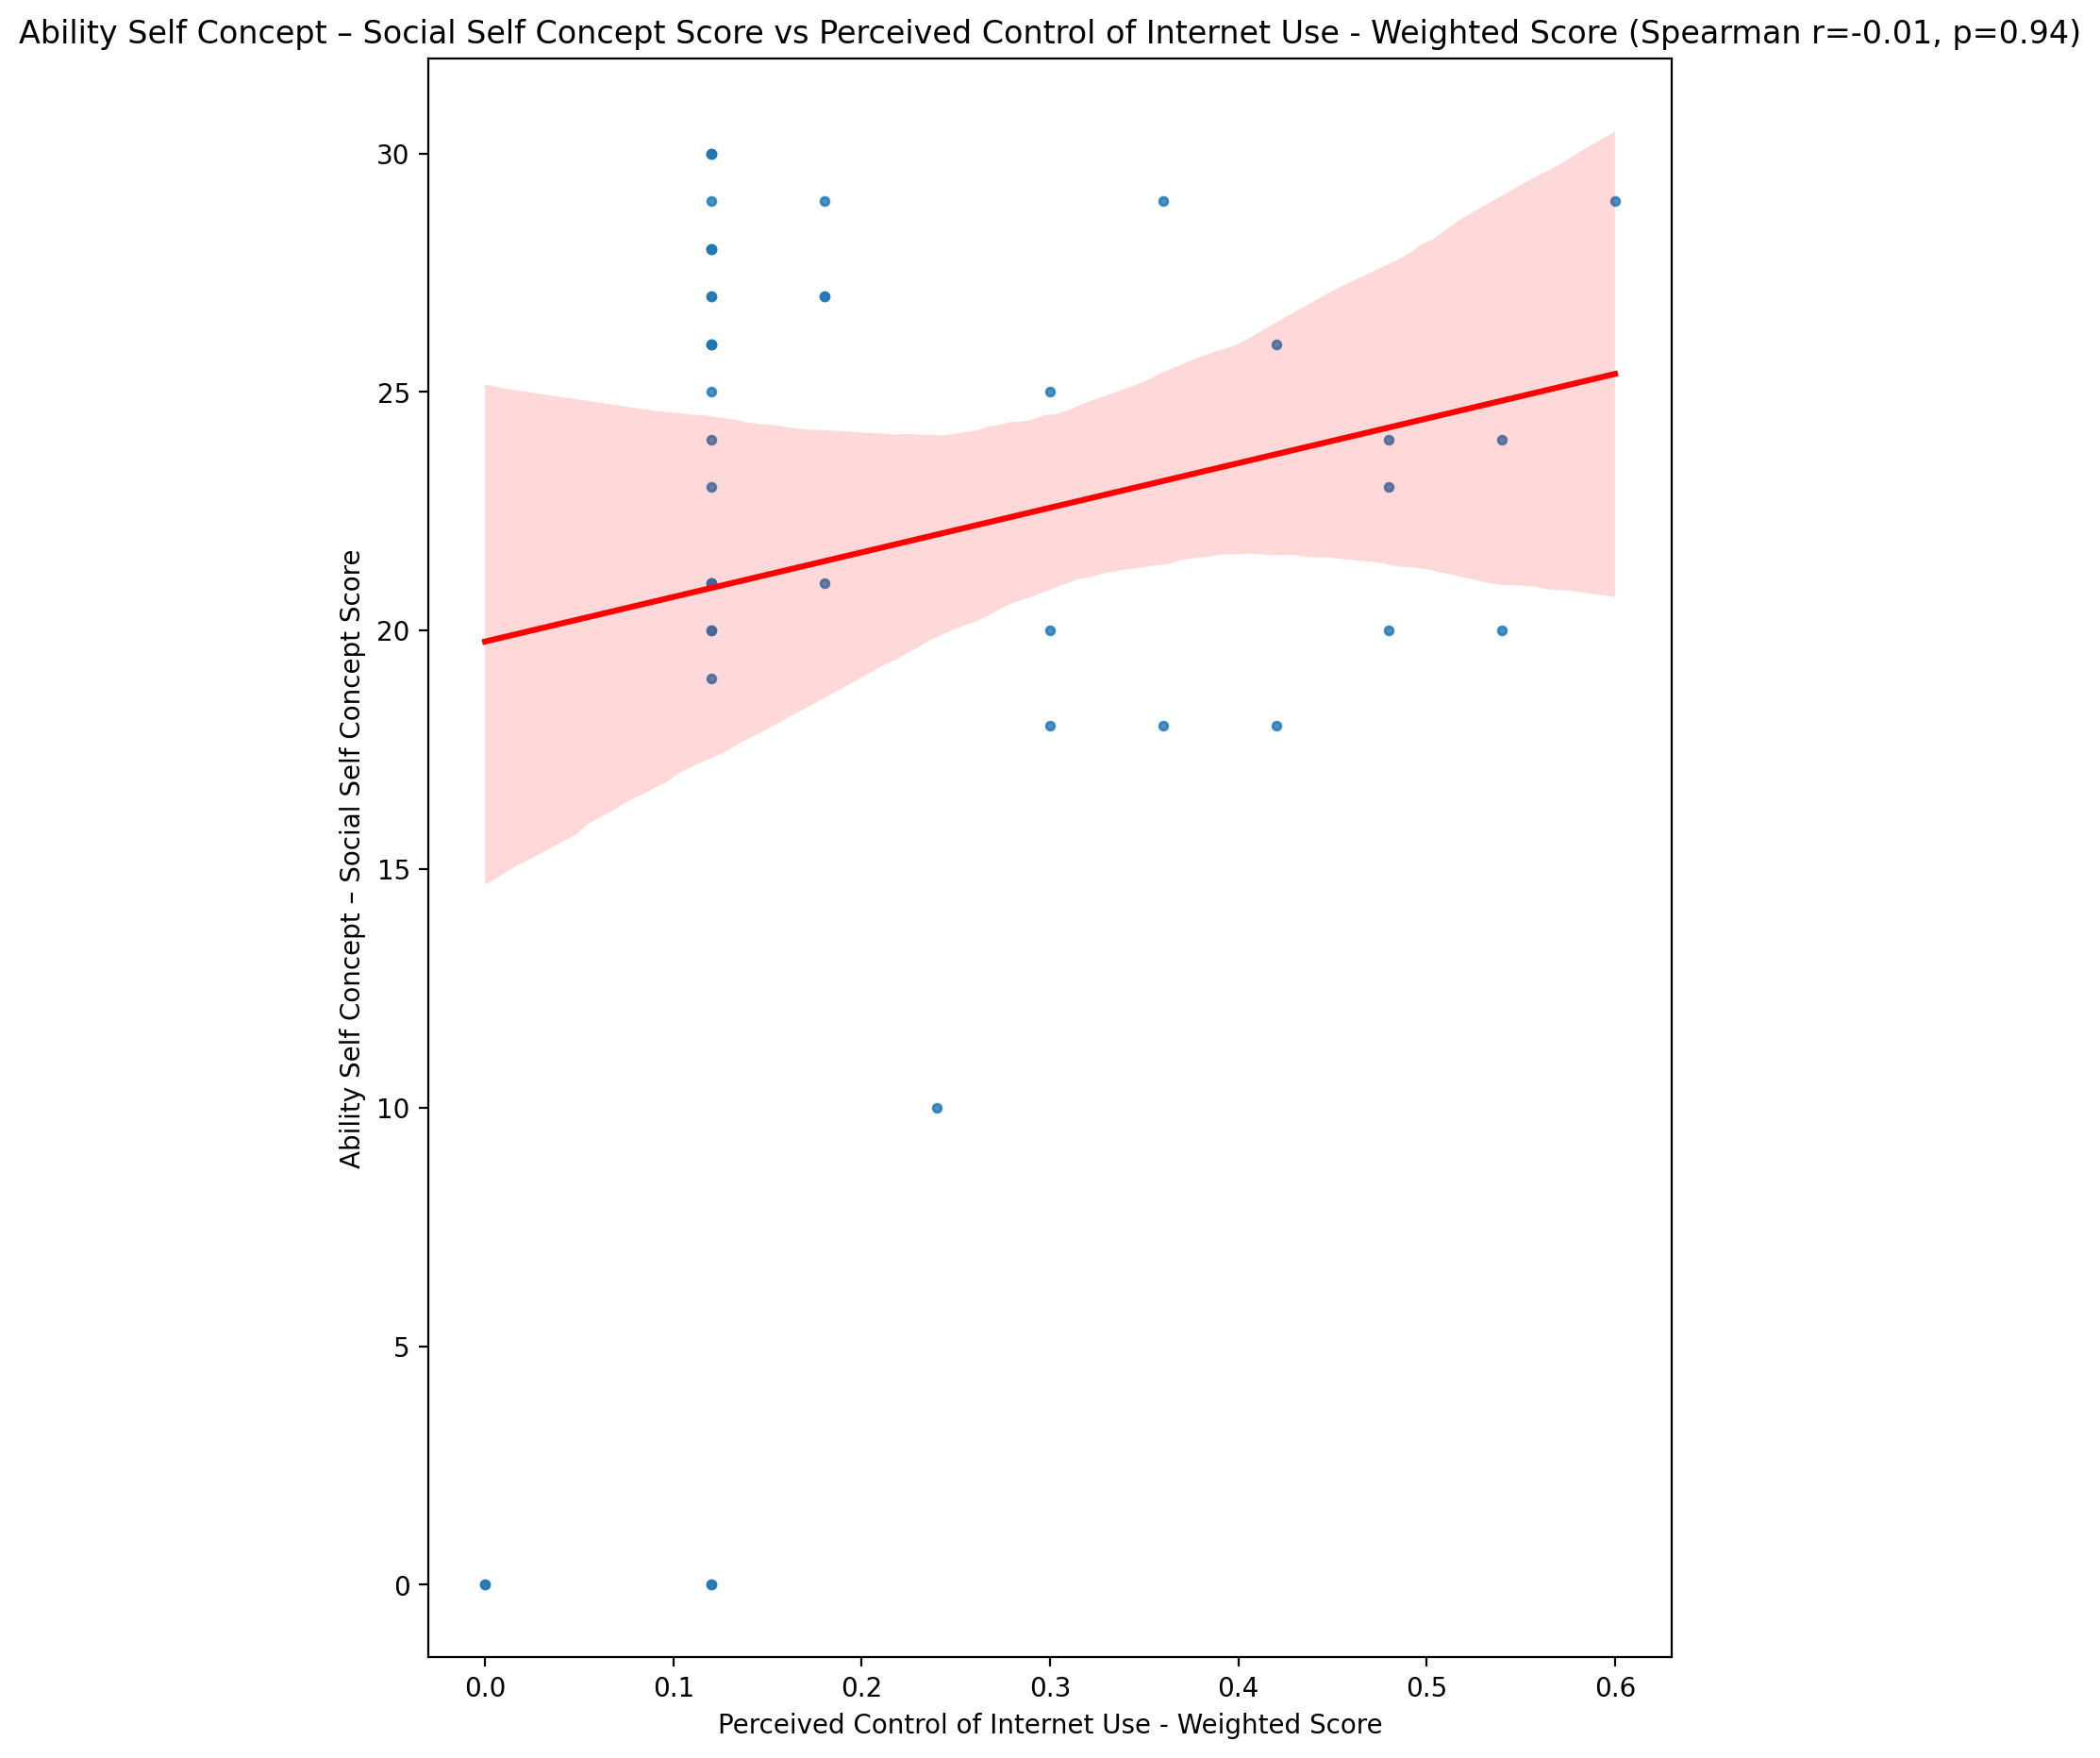 Ability Self Concept – Social Self Concept Score vs Perceived Control of Internet Use - Weighted Score (Spearman r=-0.01, p=0.94)
30
25
20
15
10
5
0
Ability Self Concept – Social Self Concept Score
0.0 0.1 0.2 0.3 0.4 0.5 0.6
Perceived Control of Internet Use - Weighted Score